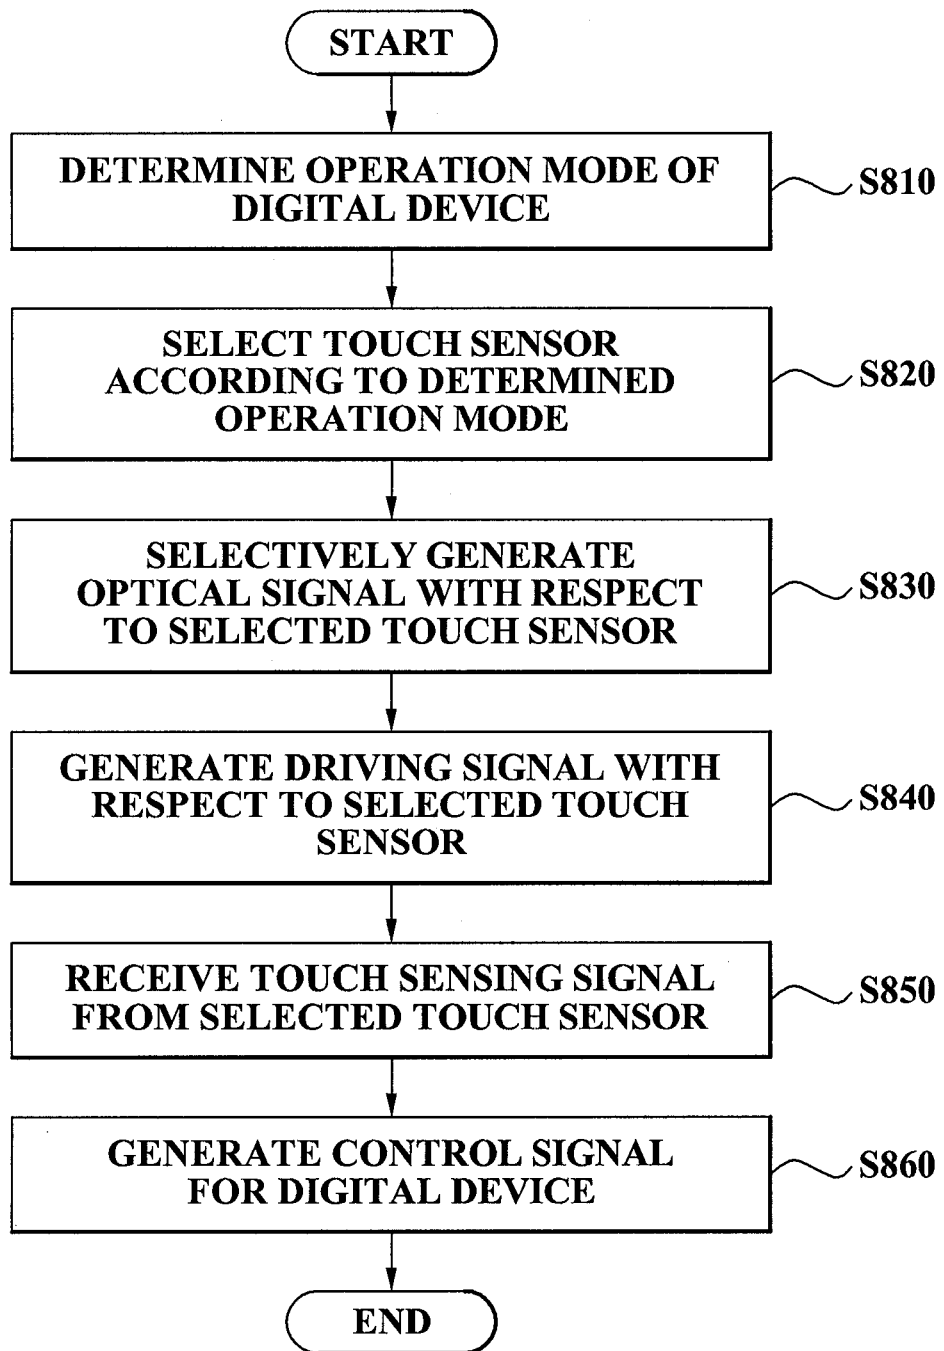 START
DETERMINE OPERATION MODE OF
DIGITAL DEVICE
S810
SELECT TOUCH SENSOR
ACCORDING TO DETERMINED
OPERATION MODE
S820
SELECTIVELY GENERATE
OPTICAL SIGNAL WITH RESPECT
TO SELECTED TOUCH SENSOR
S830
GENERATE DRIVING SIGNAL WITH
RESPECT TO SELECTED TOUCH
SENSOR
S840
RECEIVE TOUCH SENSING SIGNAL
FROM SELECTED TOUCH SENSOR
S850
GENERATE CONTROL SIGNAL
FOR DIGITAL DEVICE
S860
END